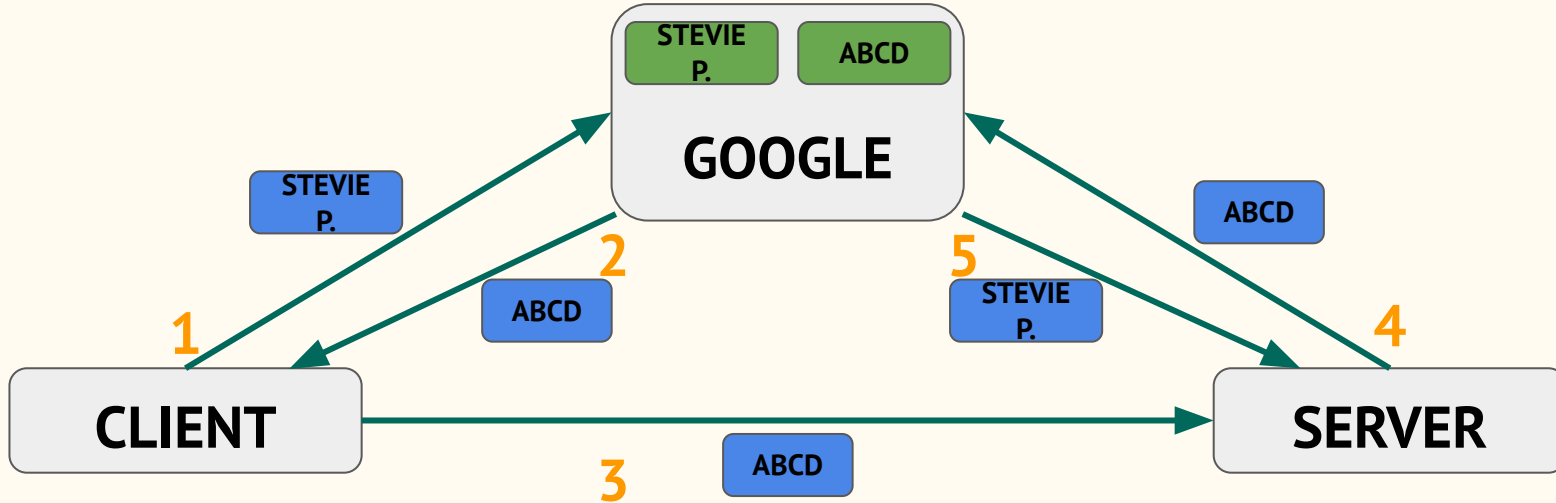 STEVIE
P.
ABCD
GOOGLE
STEVIE
P.
ABCD
2
5
ABCD
STEVIE
P.
1
4
CLIENT
SERVER
ABCD
3